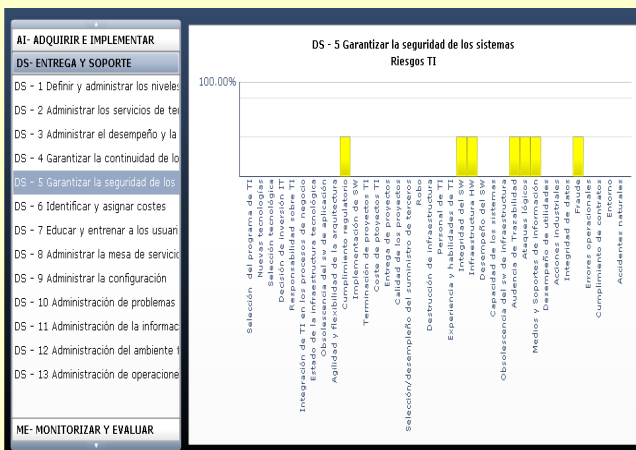 AI- ADQUIRIR E IMPLEMENTAR
DS- ENTREGA Y SOPORTE
DS - 1 Definir y administrar los niveles
DS - 2 Administrar los servicios de ter
DS - 3 Administrar el desempeño y la
DS - 4 Garantizar la continuidad de lo
DS - 5 Garantizar la seguridad de los
DS - 6 Identificar y asignar costes
DS - 7 Educar y entrenar a los usuari
DS - 8 Administrar la mesa de servicio
DS - 9 Administrar la configuración
DS - 10 Administración de problemas
DS - 11 Administración de la informac
DS - 12 Administración del ambiente f
DS - 13 Administración de operacione
ME- MONITORIZAR Y EVALUAR
DS - 5 Garantizar la seguridad de los sistemas
Riesgos TI
100.00%
Selección del programa de TI
Nuevas tecnologías
Selección tecnológica
Decisión de Inversión IT
Responsabilidad sobre TI
Integración de TI en los procesos de negocio
Estado de la infraestructura tecnológica
Obsolescencia del sw de aplicación
Agilidad y flexibilidad de la arquitectura
Cumplimiento regulatorio
Implementación de SW
Terminación de proyectos TI
Coste de ptoyectos TI
Entrega de proyectos
Calidad de los proyectos
Selección/desempleño del suministro de terceros
Robo
Destrucción de infraestructura
Personal de TI
Experiencia y habilidades de TI
Integridad del SW
Infraestructura HW
Desempeño del SW
Capacidad de los sistemas
Obsolescencia del sw de infraestructura
Audencia de Trazabilidad
Ataques lógicos
Medios y Soportes de información
Desempeño de utilidades
Acciones industriales
Integridad de datos
Fraude
Errores operacionales
Cumplimiento de contratos
Entorno
Accidentes naturales